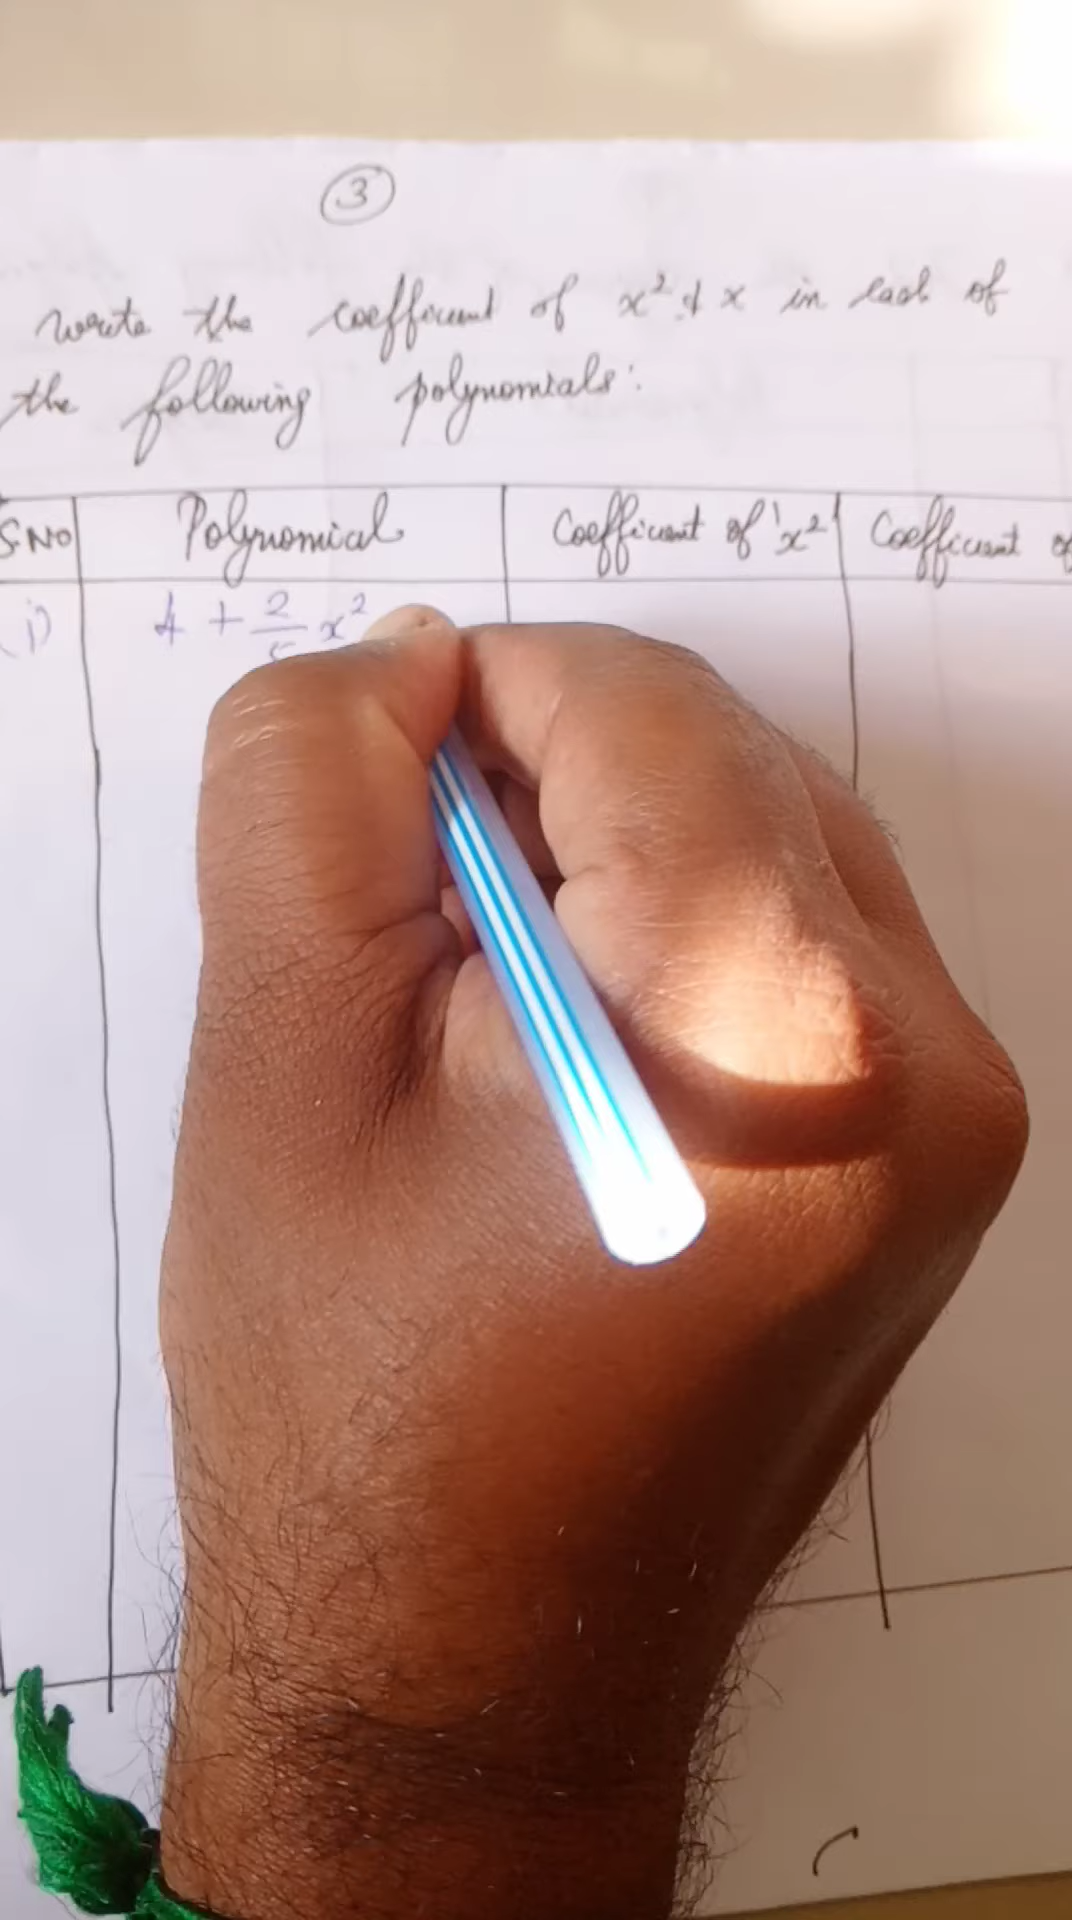 3
write the coefficient of x² & x in each of
the following polynomials:
S.NO Polynomial Coefficient of 'x²' Coefficient of
(i) 4 + 2/5 x²